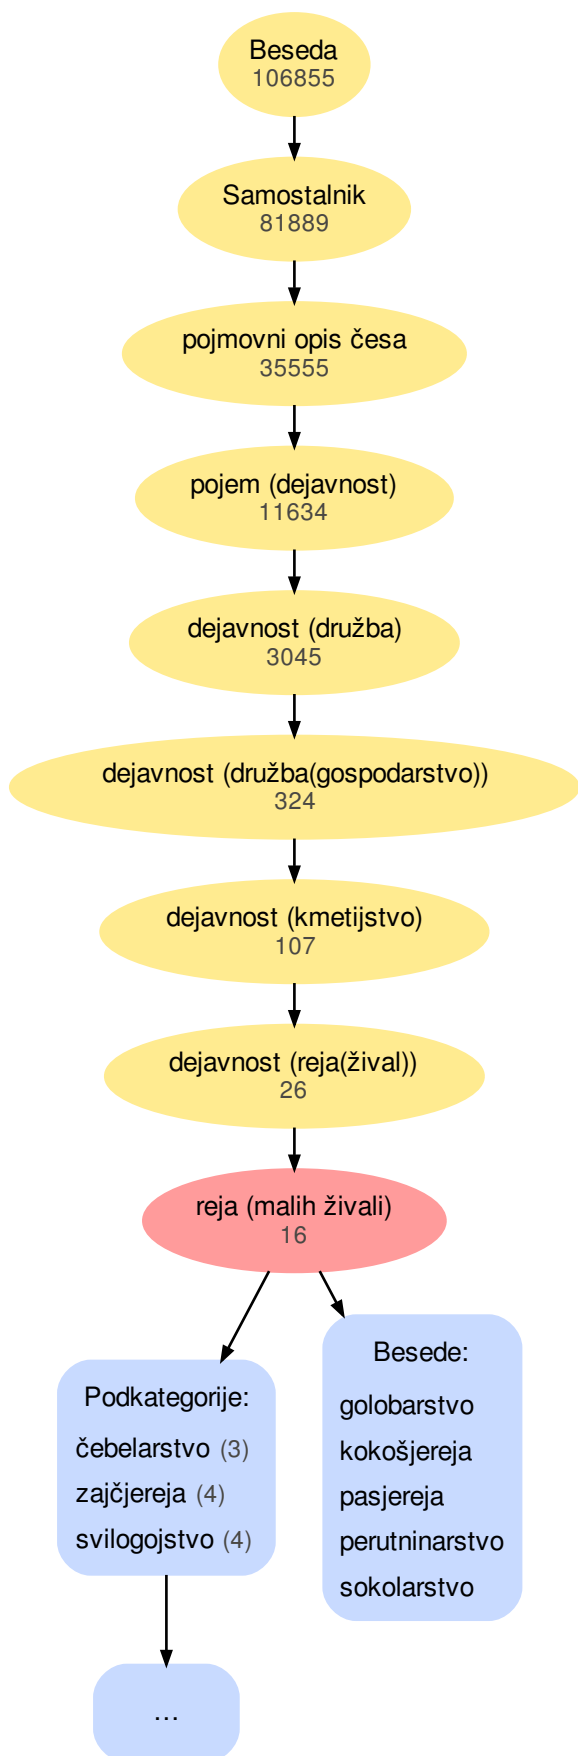 Beseda
106855
Samostalnik
81889
pojmovni opis česa
35555
pojem (dejavnost)
11634
dejavnost (družba)
3045
dejavnost (družba(gospodarstvo))
324
dejavnost (kmetijstvo)
107
dejavnost (reja(žival))
26
reja (malih živali)
16
Podkategorije:
čebelarstvo (3)
zajčjereja (4)
svilogojstvo (4)
...
Besede:
golobarstvo
kokošjereja
pasjereja
perutninarstvo
sokolarstvo